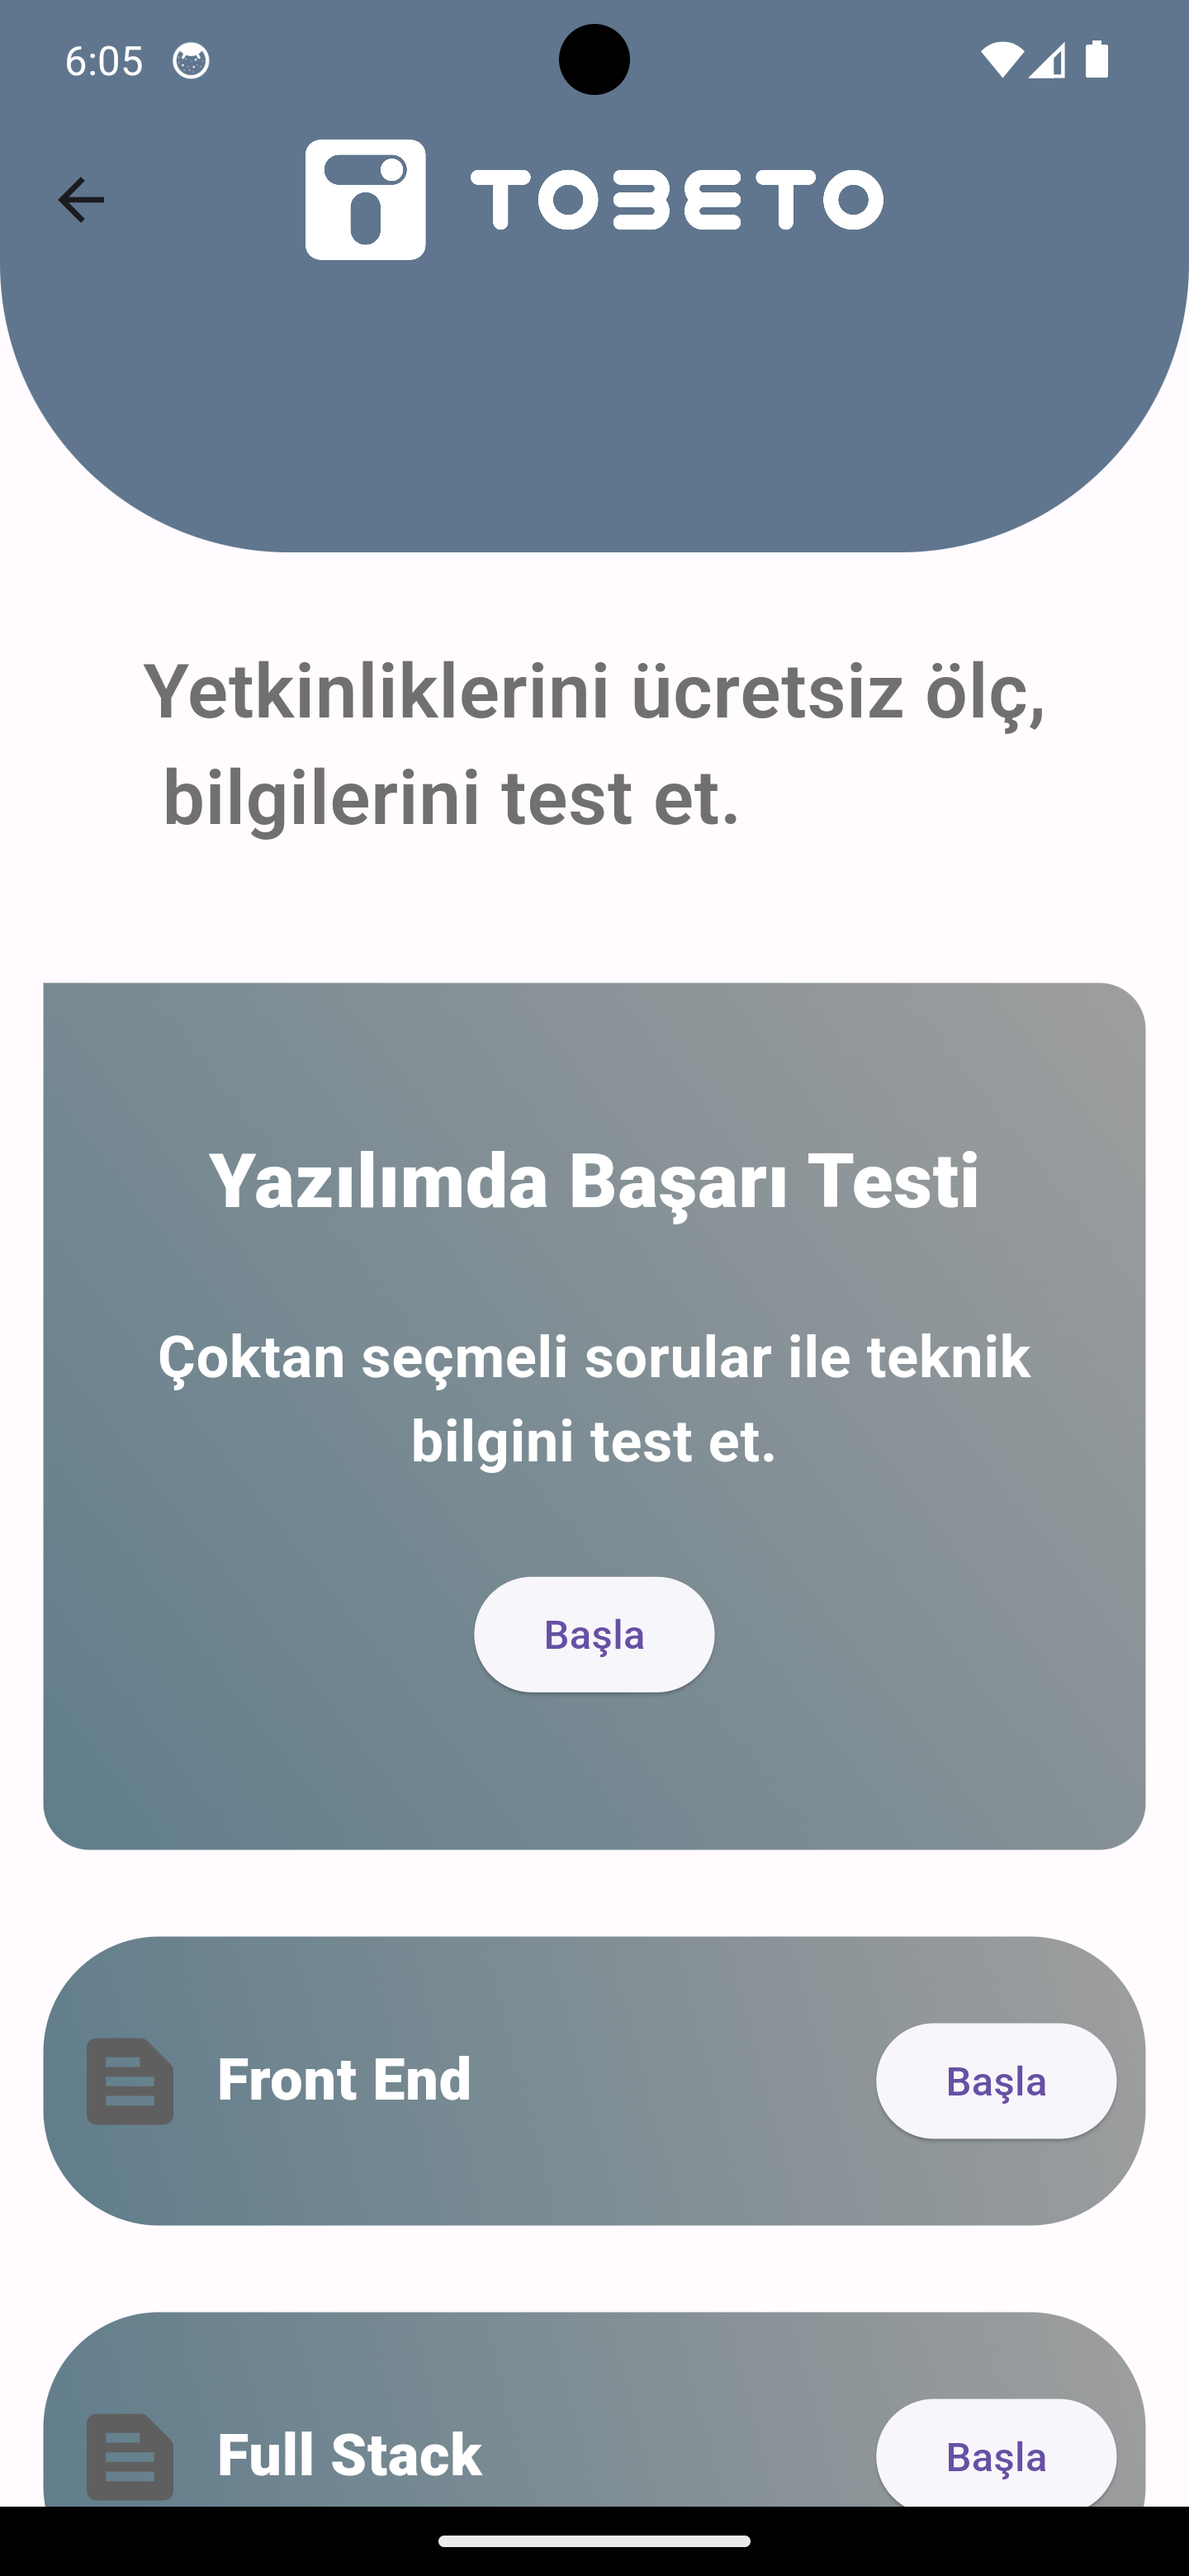 6:05
TOBETO
Yetkinliklerini ücretsiz ölç,
bilgilerini test et.
Yazılımda Başarı Testi
Çoktan seçmeli sorular ile teknik
bilgini test et.
Başla
Front End
Başla
Full Stack
Başla